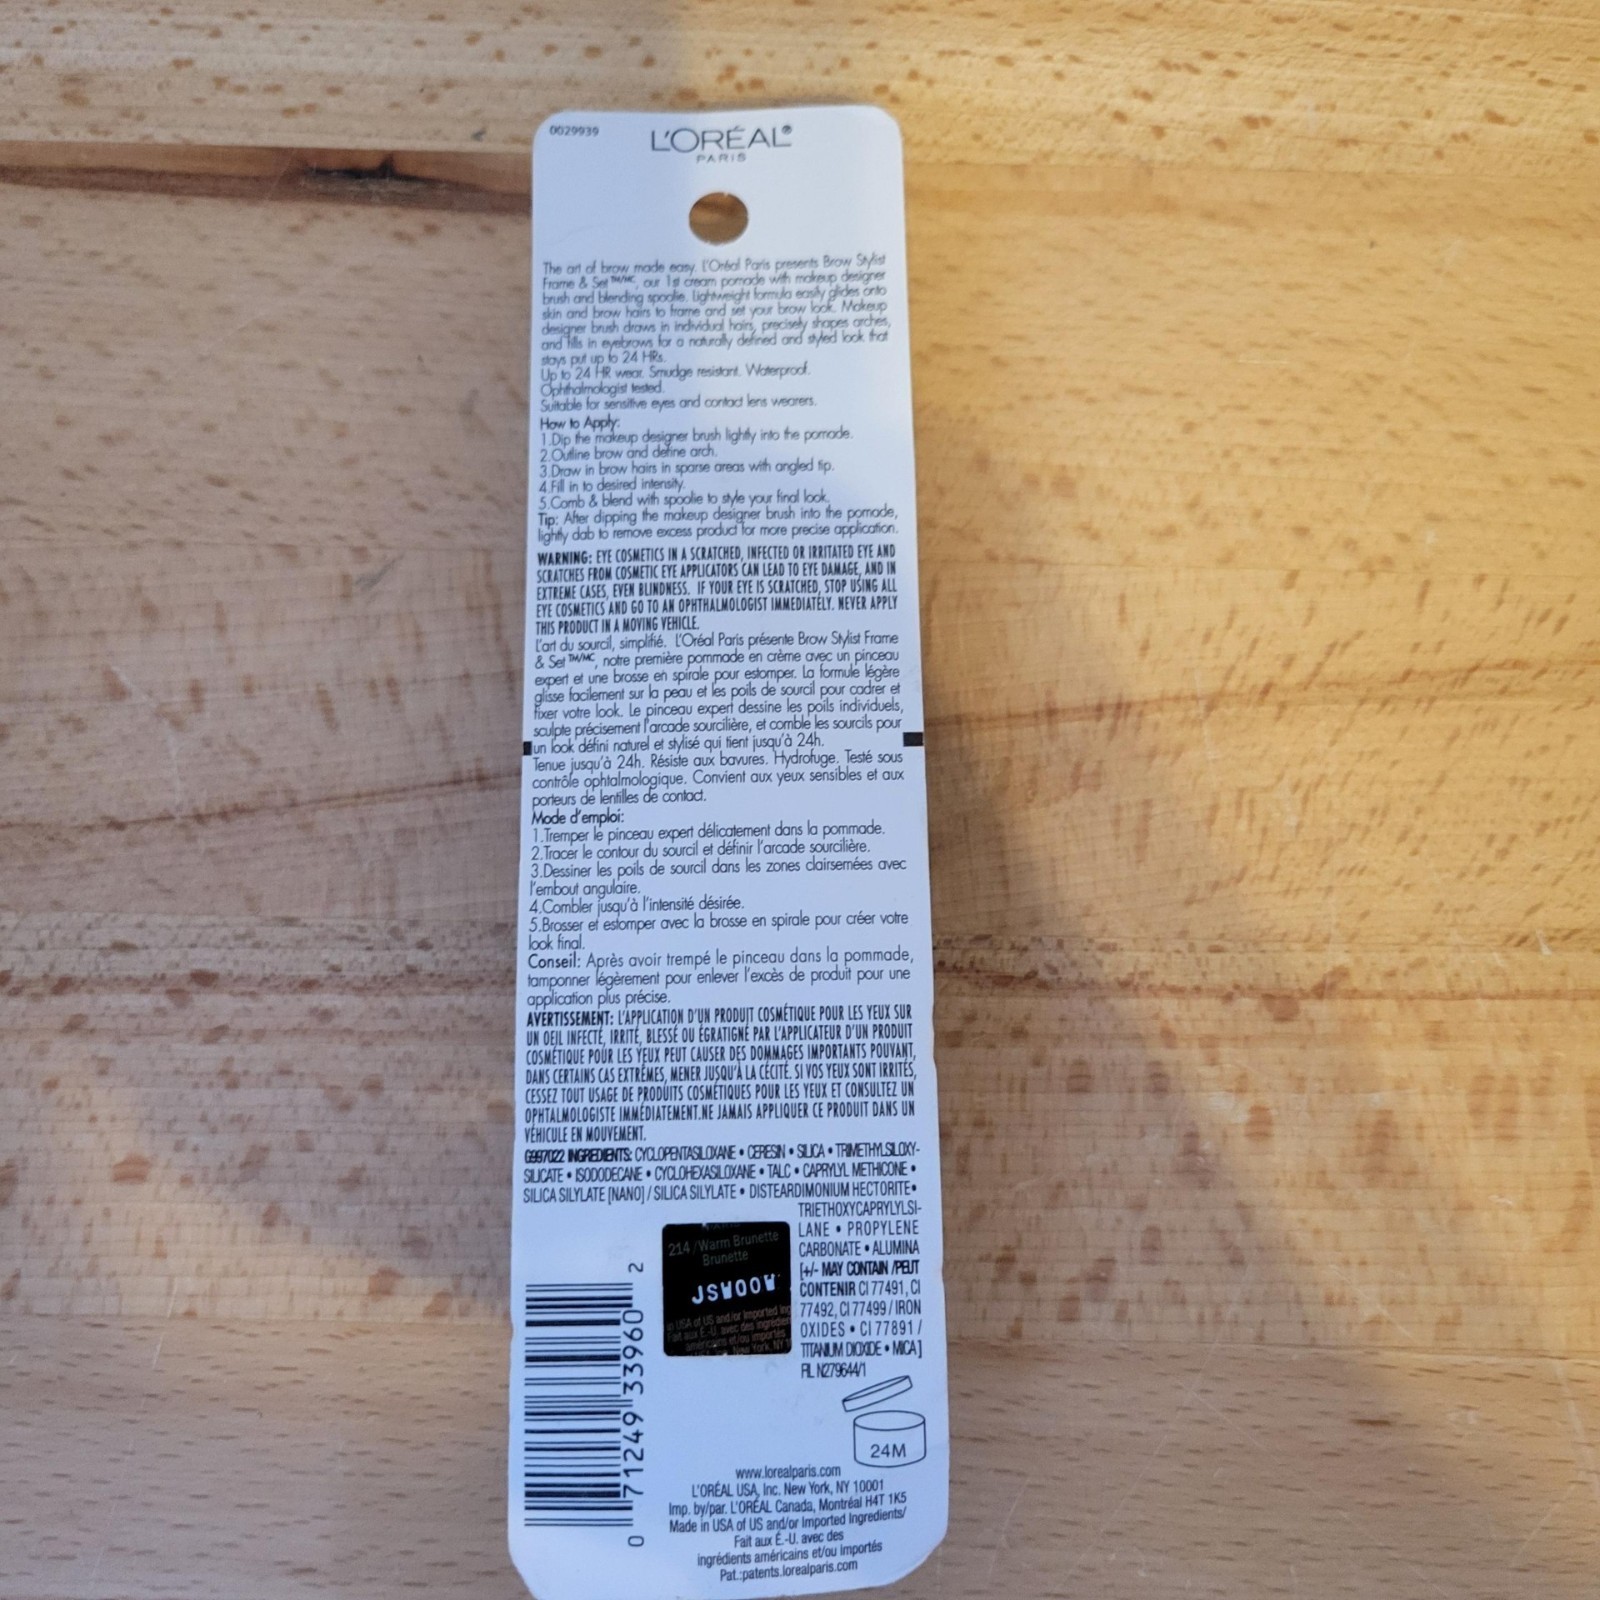 0029939
L'ORÉAL®
PARIS
The art of brow made easy. L'Oréal Paris presents Brow Stylist
Frame & Set™/MC, our 1st cream pomade with makeup designer
brush and blending spoolie. Lightweight formula easily glides onto
skin and brow hairs to frame and set your brow look. Makeup
designer brush draws in individual hairs, precisely shapes arches,
and fills in eyebrows for a naturally defined and styled look that
stays put up to 24 HRs.
Up to 24 HR wear. Smudge resistant. Waterproof.
Ophthalmologist tested.
Suitable for sensitive eyes and contact lens wearers.
How to Apply:
1.Dip the makeup designer brush lightly into the pomade.
2.Outline brow and define arch.
3.Draw in brow hairs in sparse areas with angled tip.
4.Fill in to desired intensity.
5.Comb & blend with spoolie to style your final look.
Tip: After dipping the makeup designer brush into the pomade,
lightly dab to remove excess product for more precise application.
WARNING: EYE COSMETICS IN A SCRATCHED, INFECTED OR IRRITATED EYE AND
SCRATCHES FROM COSMETIC EYE APPLICATORS CAN LEAD TO EYE DAMAGE, AND IN
EXTREME CASES, EVEN BLINDNESS. IF YOUR EYE IS SCRATCHED, STOP USING ALL
EYE COSMETICS AND GO TO AN OPHTHALMOLOGIST IMMEDIATELY. NEVER APPLY
THIS PRODUCT IN A MOVING VEHICLE.
L'art du sourcil, simplifié. L'Oréal Paris présente Brow Stylist Frame
& Set™/MC, notre première pommade en crème avec un pinceau
expert et une brosse en spirale pour estomper. La formule légère
glisse facilement sur la peau et les poils de sourcil pour cadrer et
fixer votre look. Le pinceau expert dessine les poils individuels,
sculpte précisement l'arcade sourcilière, et comble les sourcils pour
un look défini naturel et stylisé qui tient jusqu'à 24h.
Tenue jusqu'à 24h. Résiste aux bavures. Hydrofuge. Testé sous
contrôle ophtalmologique. Convient aux yeux sensibles et aux
porteurs de lentilles de contact.
Mode d'emploi:
1.Tremper le pinceau expert délicatement dans la pommade.
2.Tracer le contour du sourcil et définir l'arcade sourcilière.
3.Dessiner les poils de sourcil dans les zones clairsemées avec
l'embout angulaire.
4.Combler jusqu'à l'intensité désirée.
5.Brosser et estomper avec la brosse en spirale pour créer votre
look final.
Conseil: Après avoir trempé le pinceau dans la pommade,
tamponner légèrement pour enlever l'excès de produit pour une
application plus précise.
AVERTISSEMENT: L'APPLICATION D'UN PRODUIT COSMÉTIQUE POUR LES YEUX SUR
UN OEIL INFECTÉ, IRRITÉ, BLESSÉ OU ÉGRATIGNÉ PAR L'APPLICATEUR D'UN PRODUIT
COSMÉTIQUE POUR LES YEUX PEUT CAUSER DES DOMMAGES IMPORTANTS POUVANT,
DANS CERTAINS CAS EXTRÊMES, MENER JUSQU'À LA CÉCITÉ. SI VOS YEUX SONT IRRITÉS,
CESSEZ TOUT USAGE DE PRODUITS COSMÉTIQUES POUR LES YEUX ET CONSULTEZ UN
OPHTALMOLOGISTE IMMÉDIATEMENT.NE JAMAIS APPLIQUER CE PRODUIT DANS UN
VÉHICULE EN MOUVEMENT.
G997022 INGREDIENTS: CYCLOPENTASILOXANE • CERESIN • SILICA • TRIMETHYLSILOXY-
SILICATE • ISODODECANE • CYCLOHEXASILOXANE • TALC • CAPRYLYL METHICONE •
SILICA SILYLATE [NANO] / SILICA SILYLATE • DISTEARDIMONIUM HECTORITE•
TRIETHOXYCAPRYLYLSI-
LANE • PROPYLENE
CARBONATE • ALUMINA
[+/- MAY CONTAIN /PEUT
CONTENIR CI 77491, CI
77492, CI 77499 / IRON
OXIDES • CI 77891 /
TITANIUM DIOXIDE • MICA ]
FIL N279644/1
214 /Warm Brunette
Brunette
JSWOOW
in USA of US and/or Imported Ing
Fait aux E.-U. avec des ingrédien
américains et/ou importés
New York, NY
0 71249 33960 2
24M
www.lorealparis.com
L'ORÉAL USA, Inc. New York, NY 10001
Imp. by/par. L'ORÉAL Canada, Montréal H4T 1K5
Made in USA of US and/or Imported Ingredients/
Fait aux É.-U. avec des
ingrédients américains et/ou importés
Pat.:patents.lorealparis.com